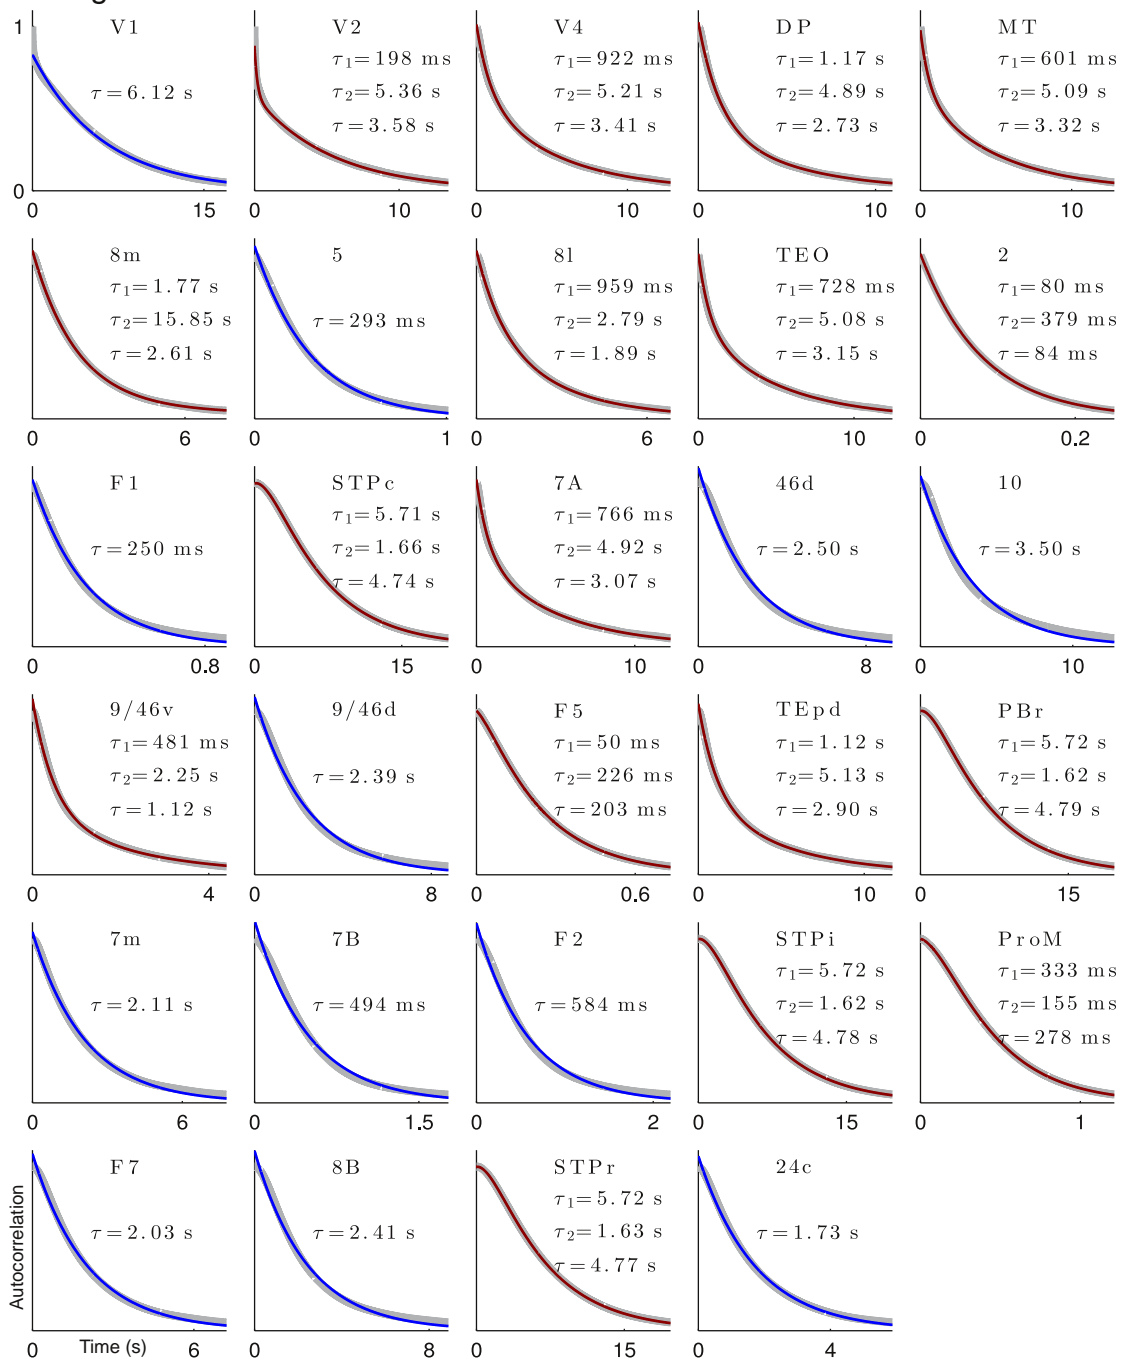 V1
τ = 6.12 s
1
0
0
15
V2
τ1= 198 ms
τ2= 5.36 s
τ = 3.58 s
0
10
V4
τ1= 922 ms
τ2= 5.21 s
τ = 3.41 s
0
10
DP
τ1= 1.17 s
τ2= 4.89 s
τ = 2.73 s
0
10
MT
τ1= 601 ms
τ2= 5.09 s
τ = 3.32 s
0
10
8m
τ1= 1.77 s
τ2= 15.85 s
τ = 2.61 s
0
6
5
τ = 293 ms
0
1
8l
τ1= 959 ms
τ2= 2.79 s
τ = 1.89 s
0
6
TEO
τ1= 728 ms
τ2= 5.08 s
τ = 3.15 s
0
10
2
τ1= 80 ms
τ2= 379 ms
τ = 84 ms
0
0.2
F1
τ = 250 ms
0
0.8
STPc
τ1= 5.71 s
τ2= 1.66 s
τ = 4.74 s
0
15
7A
τ1= 766 ms
τ2= 4.92 s
τ = 3.07 s
0
10
46d
τ = 2.50 s
0
8
10
τ = 3.50 s
0
10
9/46v
τ1= 481 ms
τ2= 2.25 s
τ = 1.12 s
0
4
9/46d
τ = 2.39 s
0
8
F5
τ1= 50 ms
τ2= 226 ms
τ = 203 ms
0
0.6
TEpd
τ1= 1.12 s
τ2= 5.13 s
τ = 2.90 s
0
10
PBr
τ1= 5.72 s
τ2= 1.62 s
τ = 4.79 s
0
15
7m
τ = 2.11 s
0
6
7B
τ = 494 ms
0
1.5
F2
τ = 584 ms
0
2
STPi
τ1= 5.72 s
τ2= 1.62 s
τ = 4.78 s
0
15
ProM
τ1= 333 ms
τ2= 155 ms
τ = 278 ms
0
1
F7
τ = 2.03 s
Autocorrelation
Time (s)
0
6
8B
τ = 2.41 s
0
8
STPr
τ1= 5.72 s
τ2= 1.63 s
τ = 4.77 s
0
15
24c
τ = 1.73 s
0
4